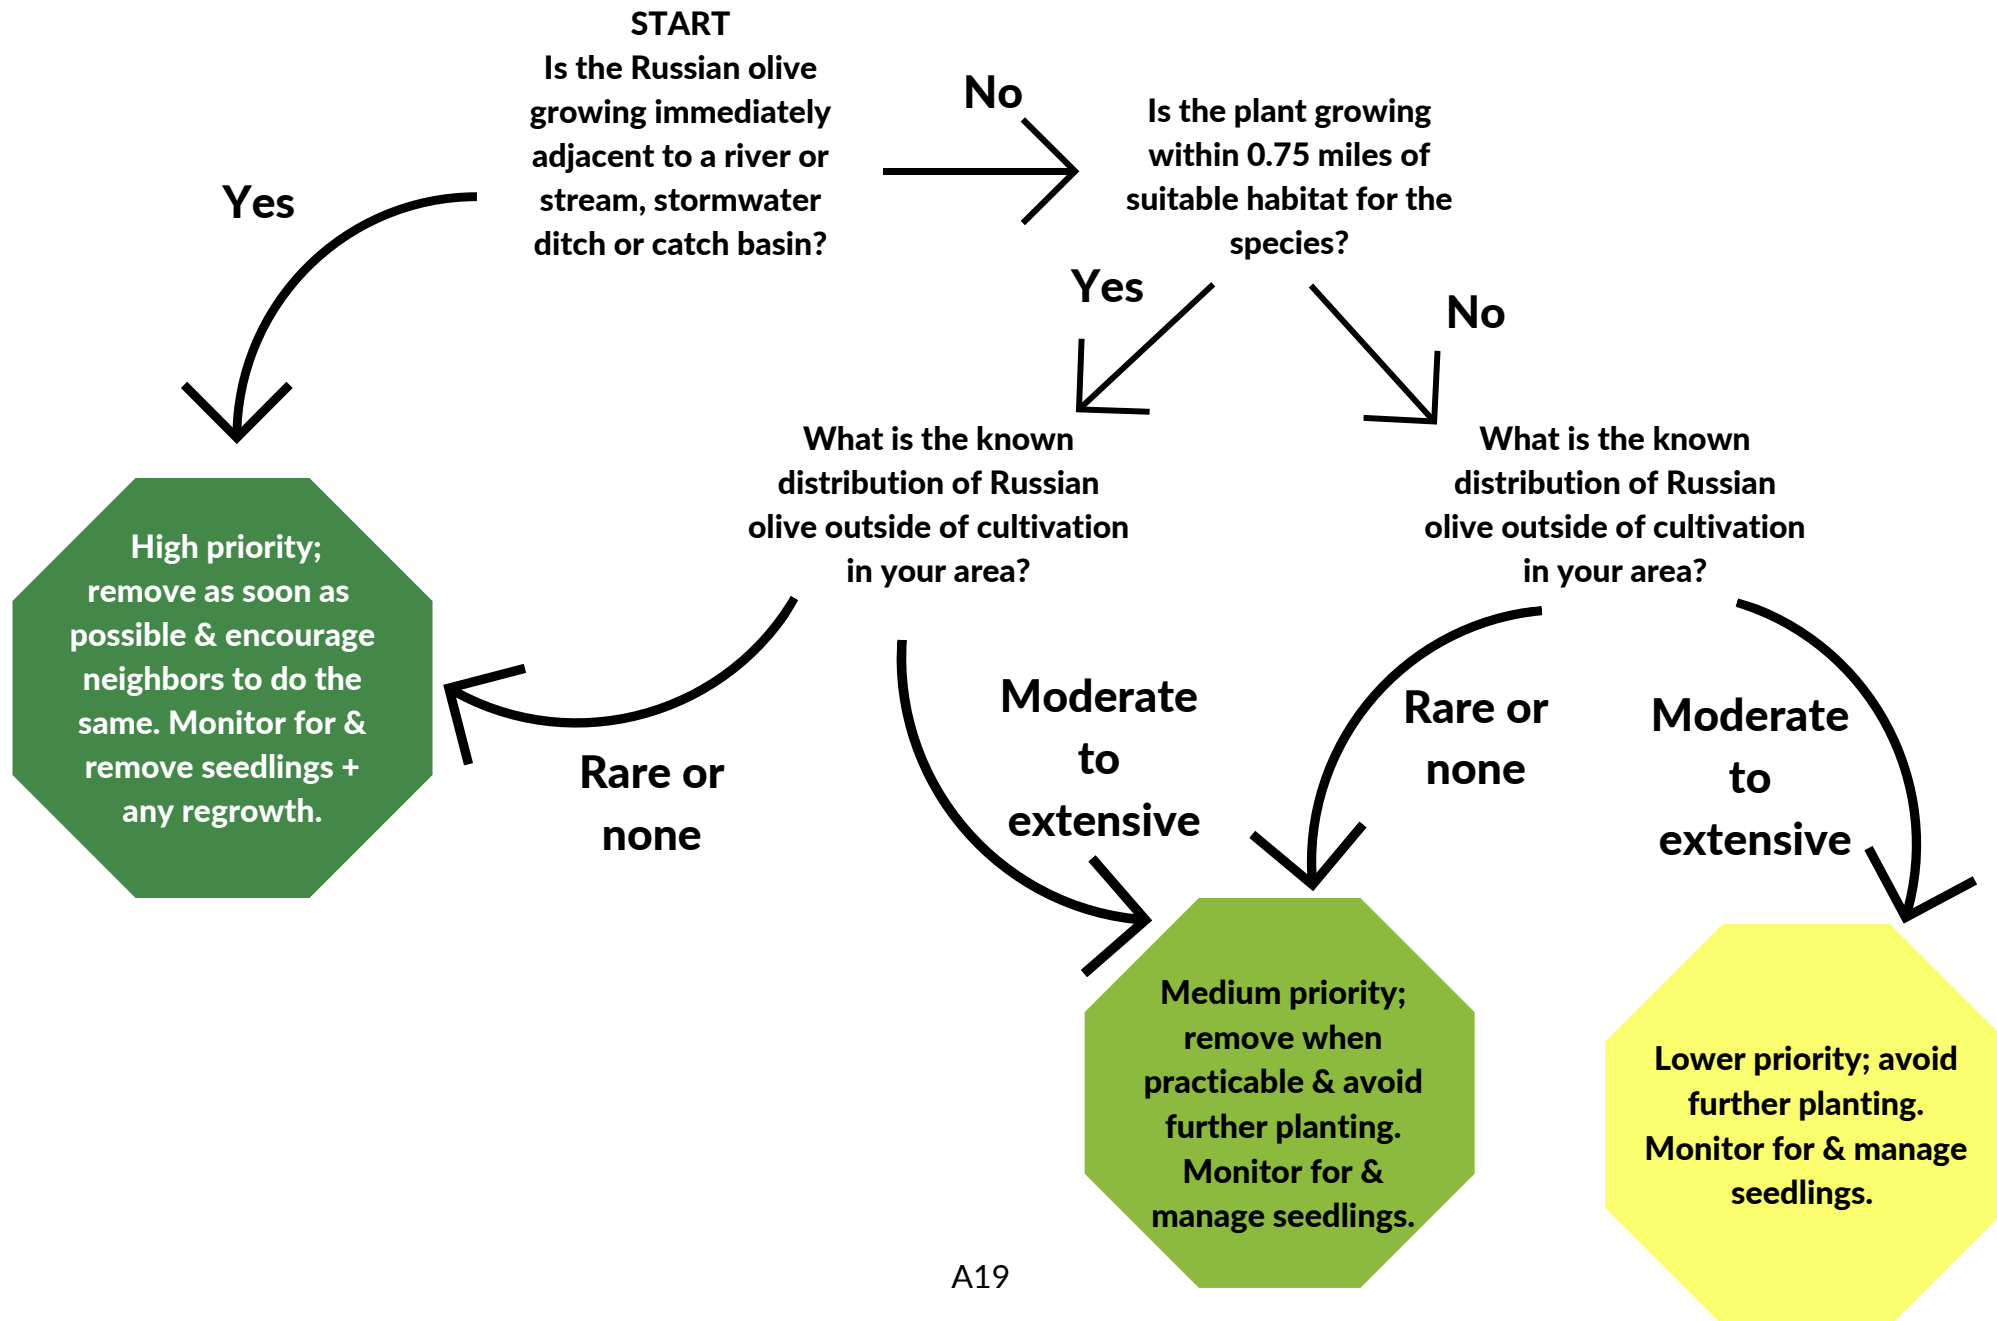 START
Is the Russian olive
growing immediately
adjacent to a river or
stream, stormwater
ditch or catch basin?
No
Is the plant growing
within 0.75 miles of
suitable habitat for the
species?
Yes
Yes
No
What is the known
distribution of Russian
olive outside of cultivation
in your area?
What is the known
distribution of Russian
olive outside of cultivation
in your area?
High priority;
remove as soon as
possible & encourage
neighbors to do the
same. Monitor for &
remove seedlings +
any regrowth.
Rare or
none
Moderate
to
extensive
Rare or
none
Moderate
to
extensive
Medium priority;
remove when
practicable & avoid
further planting.
Monitor for &
manage seedlings.
Lower priority; avoid
further planting.
Monitor for & manage
seedlings.
A19